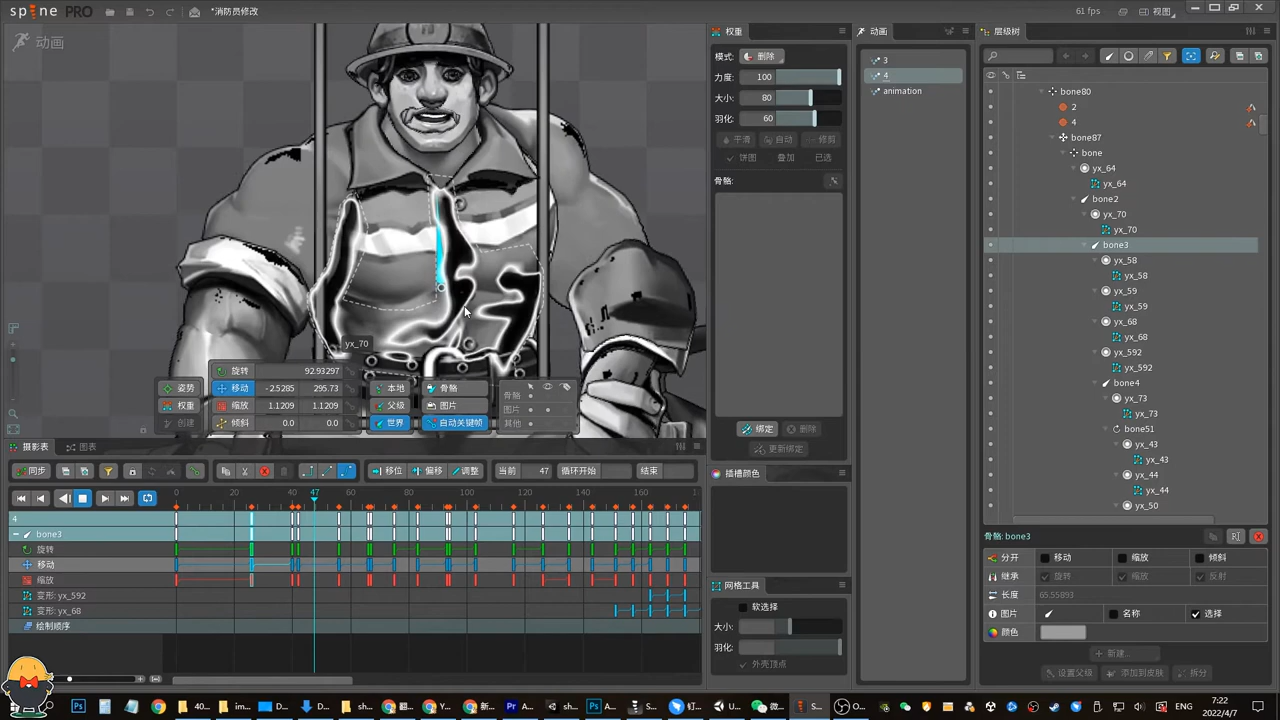 spine PRO
*消防员修改
61 fps
视图
动画
yx_70
姿势
权重
创建
旋转 92.93297
移动 -2.5285 295.73
缩放 1.1209 1.1209
倾斜 0.0 0.0
本地
父级
世界
骨骼
图片
自动关键帧
骨骼
图片
其他
权重
模式: 删除
力度: 100
大小: 80
羽化: 60
平滑 自动 修剪
饼图 叠加 已选
骨骼:
绑定 删除
更新绑定
插槽颜色
网格工具
软选择
大小:
羽化:
外壳顶点
动画
3
4
animation
层级树
bone80
2
4
bone87
bone
yx_64
yx_64
bone2
yx_70
yx_70
bone3
yx_58
yx_58
yx_59
yx_59
yx_68
yx_68
yx_592
yx_592
bone4
yx_73
yx_73
bone51
yx_43
yx_43
yx_44
yx_44
yx_50
骨骼: bone3
分开 移动 缩放 倾斜
继承 旋转 缩放 反射
长度 65.55893
图片 名称 选择
颜色
新建...
设置父级 添加到皮肤 拆分
摄影表 图表
同步 移位 偏移 调整 当前 47 循环开始 结束
0 20 40 47 60 80 100 120 140 160
4
bone3
旋转
移动
缩放
变形: yx_592
变形: yx_68
绘制顺序
40... im... D... D... 网... Q... 新... A... sh... A... S... 钉... U... 微... S... O...
7:22
2022/4/7